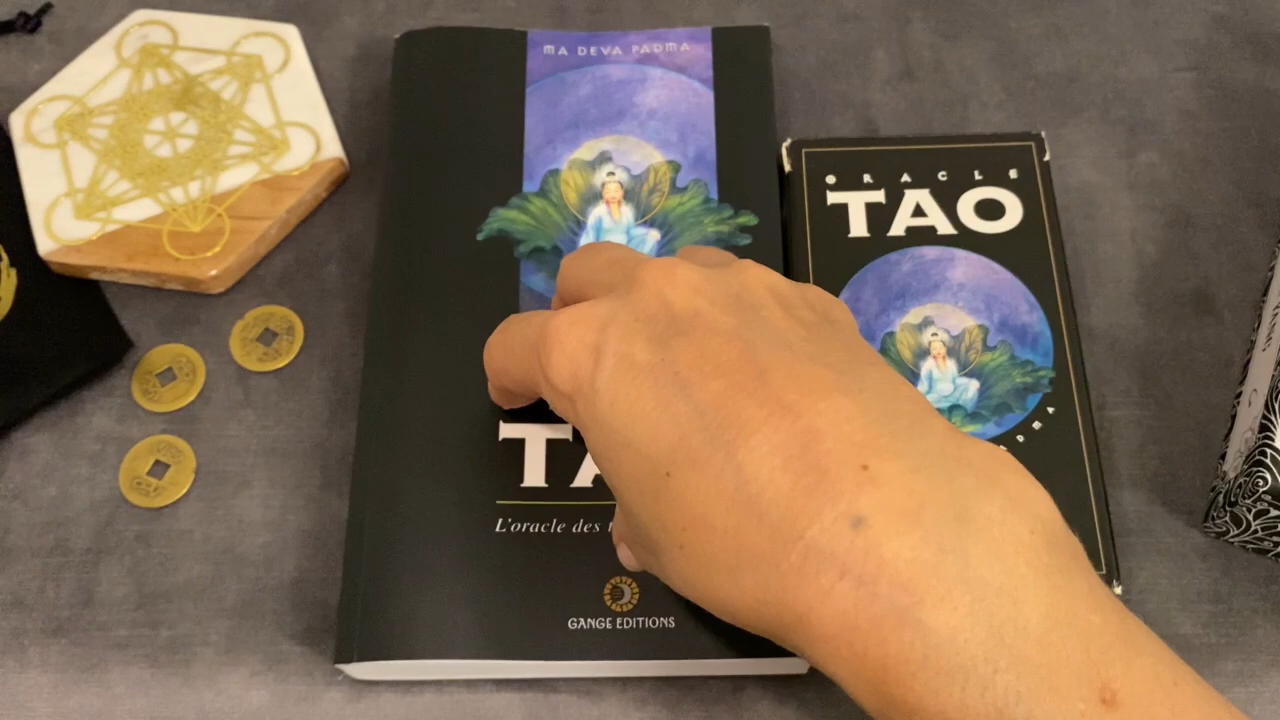 MA DEVA PADMA
TA
L'oracle des
GANGE EDITIONS
ORACLE
TAO